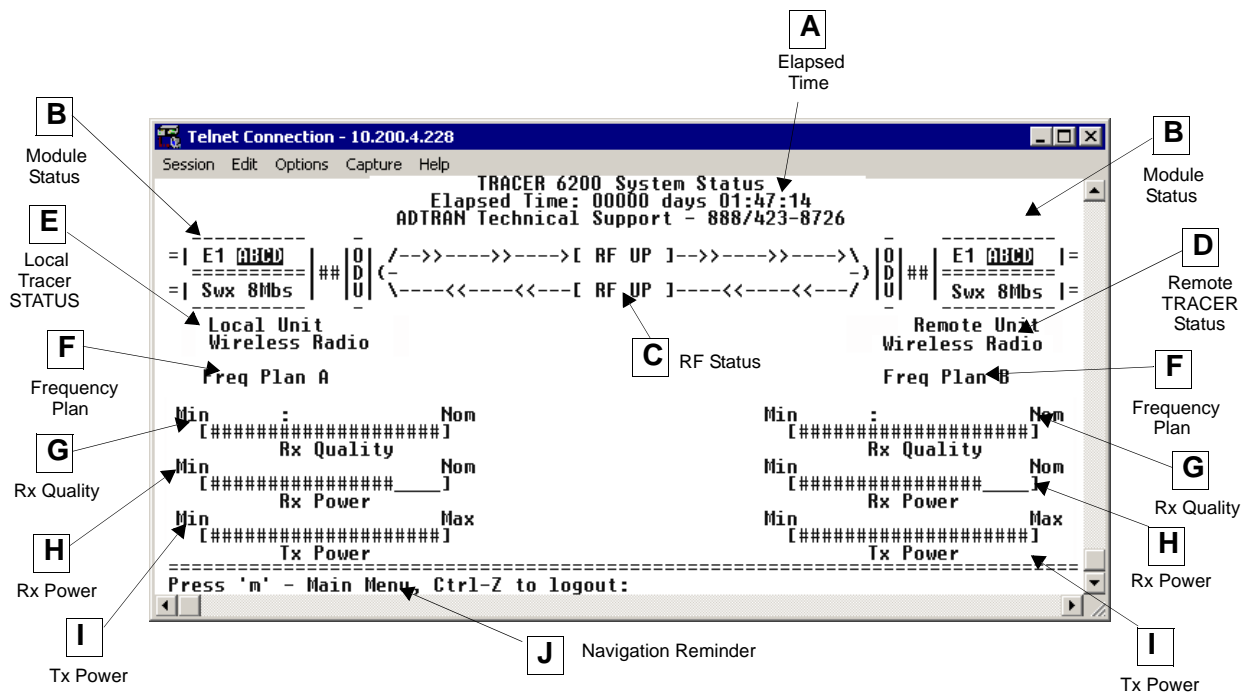 A
Elapsed
Time
B
Module
Status
B
Module
Status
Telnet Connection - 10.200.4.228
Session Edit Options Capture Help
TRACER 6200 System Status
Elapsed Time: 00000 days 01:47:14
ADTRAN Technical Support - 888/423-8726
E
Local
Tracer
STATUS
D
Remote
TRACER
Status
---------- - - ----------
=| E1 ABCD | |O| /-->>---->>---->[ RF UP ]-->>---->>---->\ |O| | E1 ABCD |=
|=========|##|D|(- -)|D|##|=========|
=| Swx 8Mbs | |U| \----<<----<<---[ RF UP ]----<<----<<---/ |U| | Swx 8Mbs |=
---------- - - ----------
Local Unit Remote Unit
Wireless Radio Wireless Radio
C RF Status
F
Frequency
Plan
F
Frequency
Plan
Freq Plan A Freq Plan B
G
Rx Quality
G
Rx Quality
Min : Nom Min : Nom
[####################] [####################]
Rx Quality Rx Quality
H
Rx Power
H
Rx Power
Min Nom Min Nom
[################____] [################____]
Rx Power Rx Power
I
Tx Power
I
Tx Power
Min Max Min Max
[####################] [####################]
Tx Power Tx Power
Press 'm' - Main Menu, Ctrl-Z to logout:
J Navigation Reminder